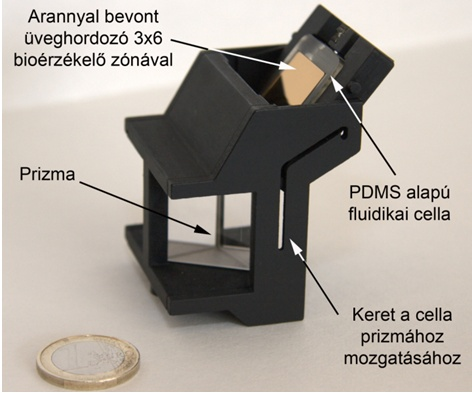 Arannyal bevont
üveghordozó 3x6
bioérzékelő zónával
Prizma
PDMS alapú
fluidikai cella
Keret a cella
prizmához
mozgatásához